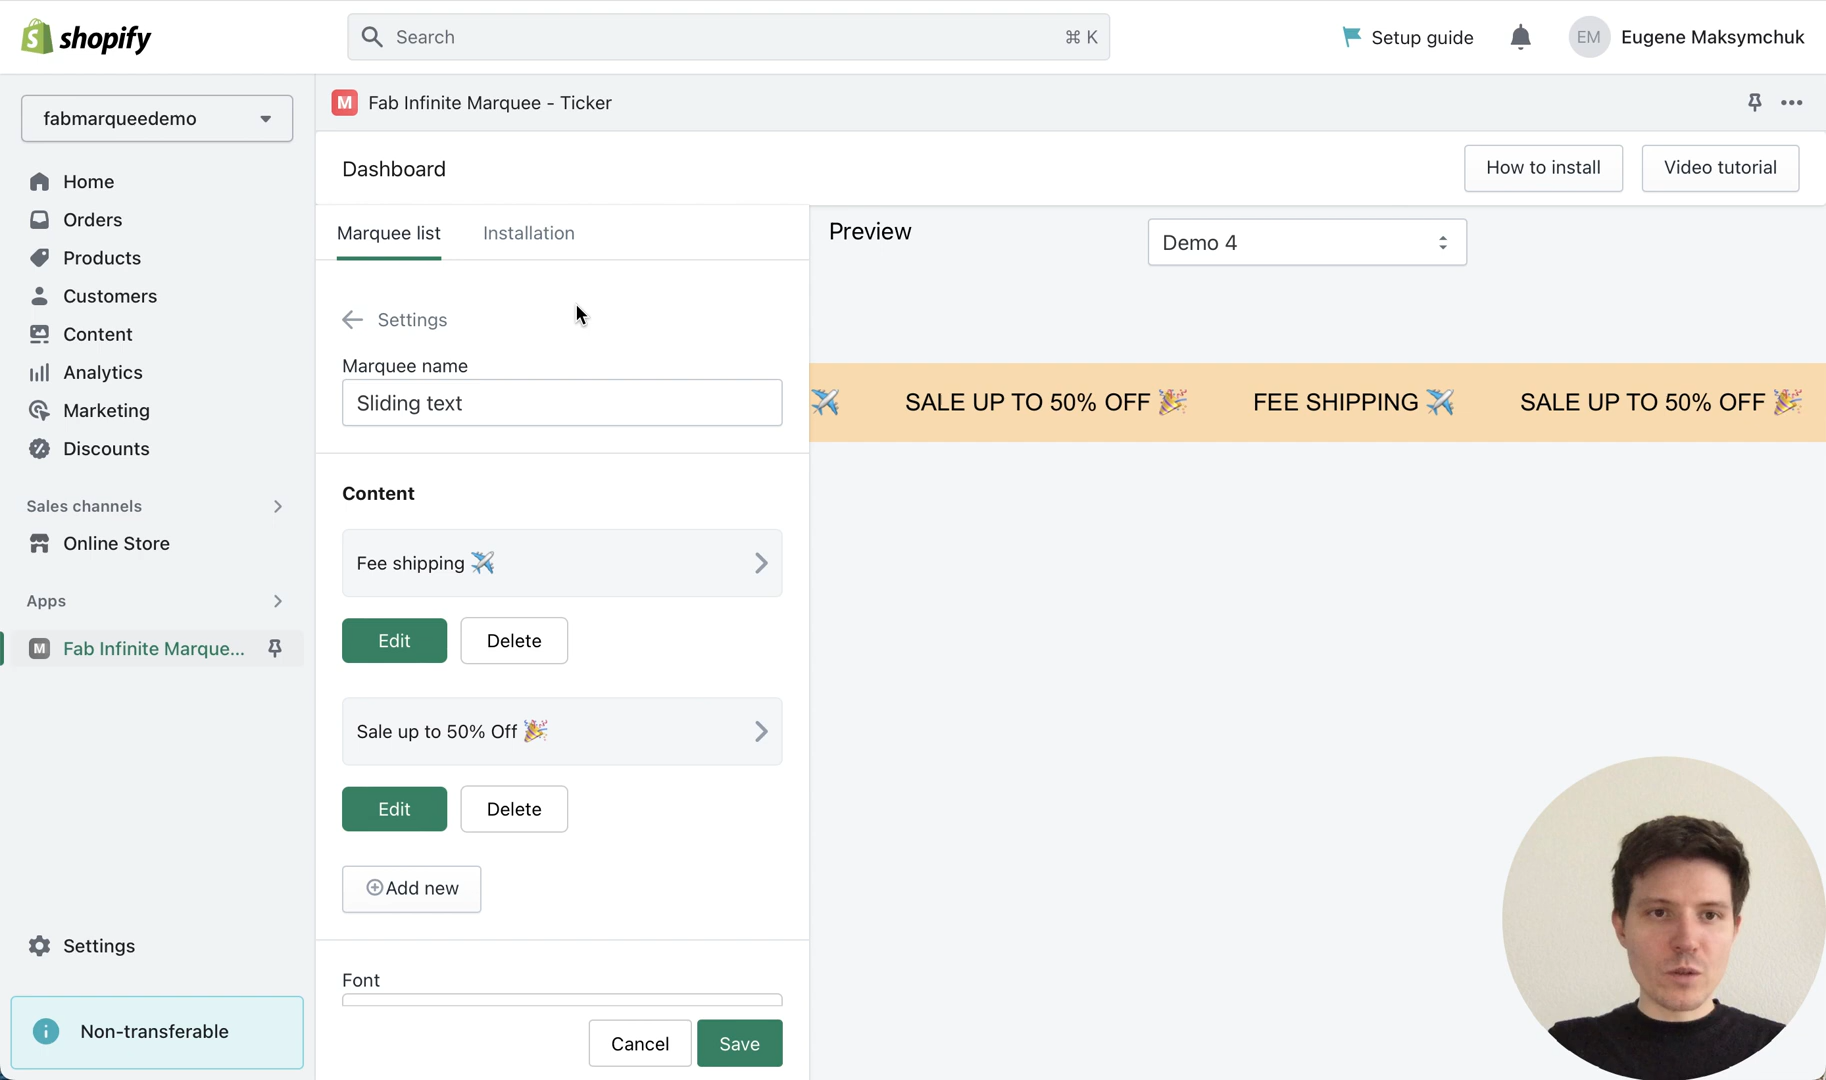 shopify
Search
⌘ K
Setup guide
EM
Eugene Maksymchuk
fabmarqueedemo
M
Fab Infinite Marquee - Ticker
Home
Orders
Products
Customers
Content
Analytics
Marketing
Discounts
Sales channels
Online Store
Apps
M
Fab Infinite Marque...
Settings
Non-transferable
Dashboard
How to install
Video tutorial
Marquee list
Installation
Settings
Marquee name
Sliding text
Content
Fee shipping ✈️
Edit
Delete
Sale up to 50% Off 🎉
Edit
Delete
Add new
Font
Cancel
Save
Preview
Demo 4
✈️ SALE UP TO 50% OFF 🎉 FEE SHIPPING ✈️ SALE UP TO 50% OFF 🎉